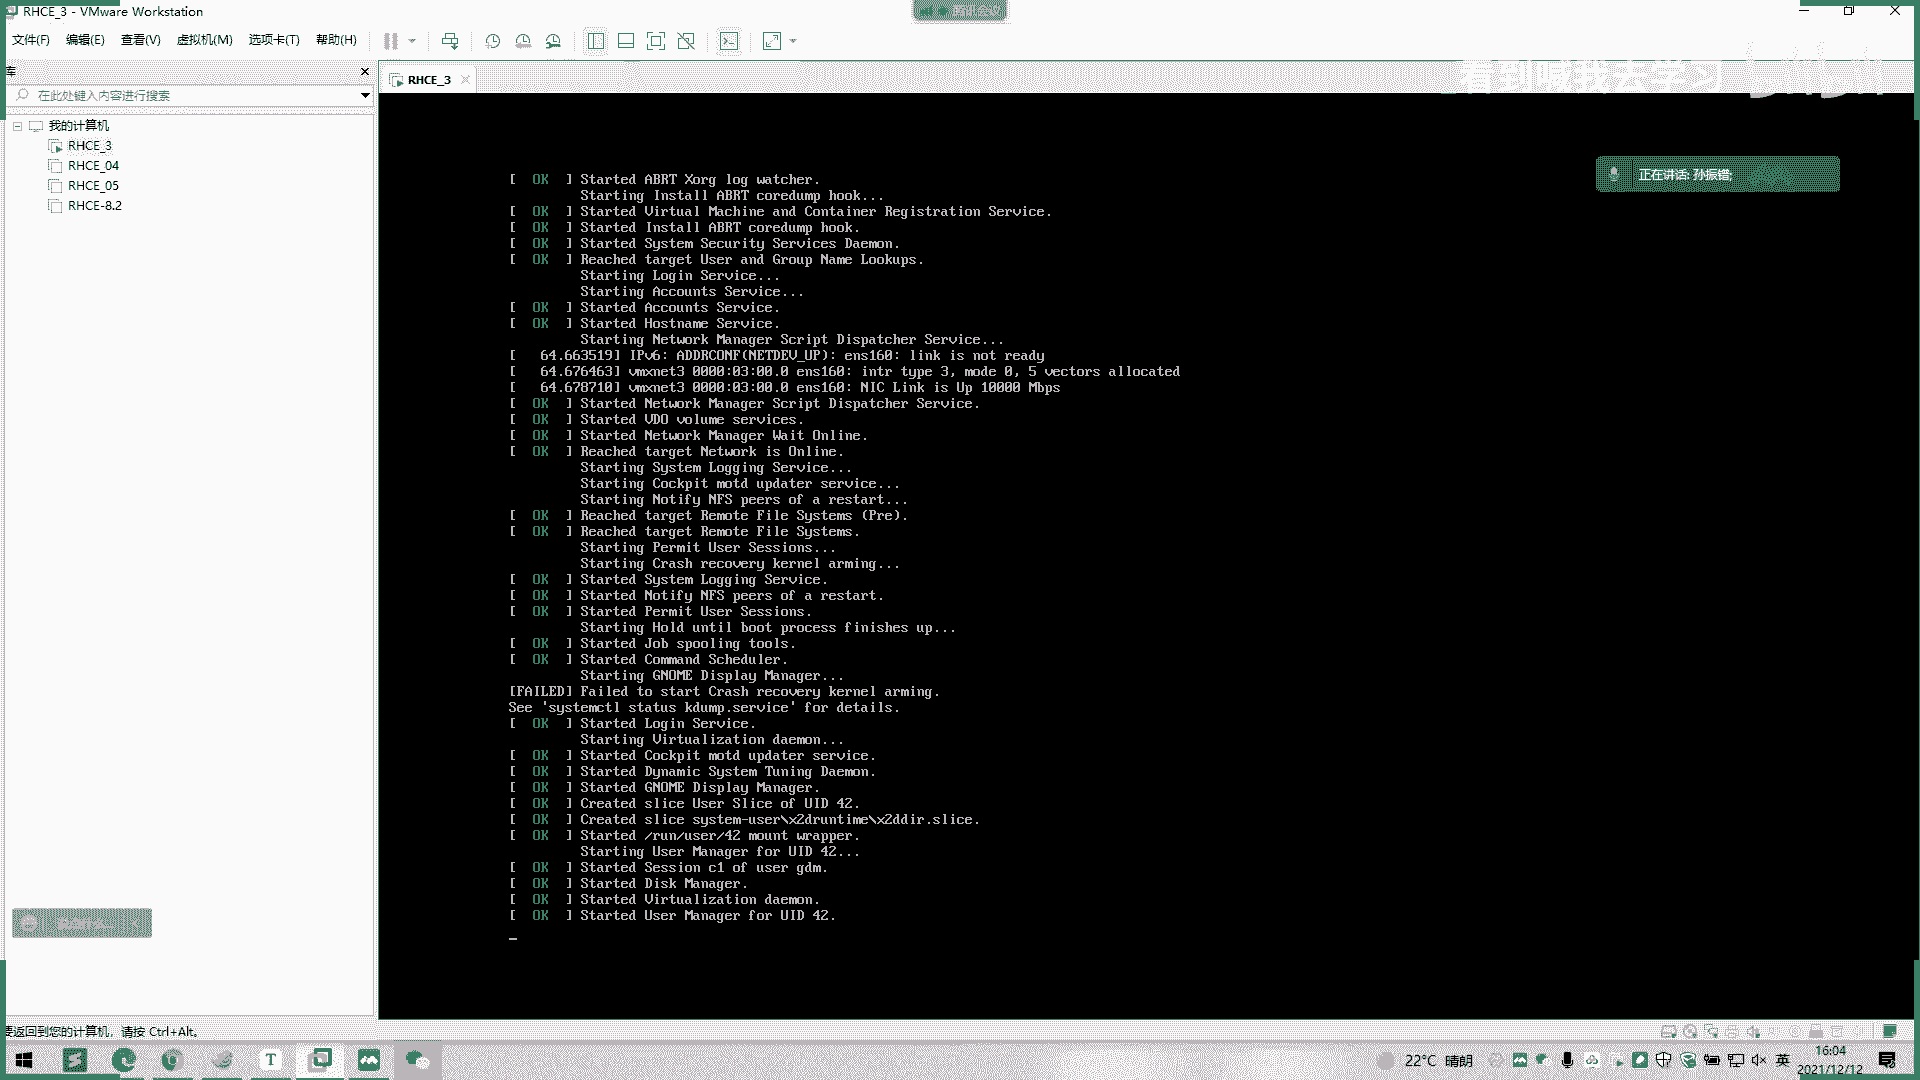 RHCE_3 - VMware Workstation
文件(F) 编辑(E) 查看(V) 虚拟机(M) 选项卡(T) 帮助(H)
库
RHCE_3
看到喊我去学习
在此处键入内容进行搜索
我的计算机
RHCE_3
RHCE_04
RHCE_05
RHCE-8.2
正在讲话: 孙振锴;
[  OK  ] Started ABRT Xorg log watcher.
Starting Install ABRT coredump hook...
[  OK  ] Started Virtual Machine and Container Registration Service.
[  OK  ] Started Install ABRT coredump hook.
[  OK  ] Started System Security Services Daemon.
[  OK  ] Reached target User and Group Name Lookups.
Starting Login Service...
Starting Accounts Service...
[  OK  ] Started Accounts Service.
[  OK  ] Started Hostname Service.
Starting Network Manager Script Dispatcher Service...
[   64.663519] IPv6: ADDRCONF(NETDEV_UP): ens160: link is not ready
[   64.676463] vmxnet3 0000:03:00.0 ens160: intr type 3, mode 0, 5 vectors allocated
[   64.678710] vmxnet3 0000:03:00.0 ens160: NIC Link is Up 10000 Mbps
[  OK  ] Started Network Manager Script Dispatcher Service.
[  OK  ] Started VDO volume services.
[  OK  ] Started Network Manager Wait Online.
[  OK  ] Reached target Network is Online.
Starting System Logging Service...
Starting Cockpit motd updater service...
Starting Notify NFS peers of a restart...
[  OK  ] Reached target Remote File Systems (Pre).
[  OK  ] Reached target Remote File Systems.
Starting Permit User Sessions...
Starting Crash recovery kernel arming...
[  OK  ] Started System Logging Service.
[  OK  ] Started Notify NFS peers of a restart.
[  OK  ] Started Permit User Sessions.
Starting Hold until boot process finishes up...
[  OK  ] Started Job spooling tools.
[  OK  ] Started Command Scheduler.
Starting GNOME Display Manager...
[FAILED] Failed to start Crash recovery kernel arming.
See 'systemctl status kdump.service' for details.
[  OK  ] Started Login Service.
Starting Virtualization daemon...
[  OK  ] Started Cockpit motd updater service.
[  OK  ] Started Dynamic System Tuning Daemon.
[  OK  ] Started GNOME Display Manager.
[  OK  ] Created slice User Slice of UID 42.
[  OK  ] Created slice system-user\x2druntime\x2ddir.slice.
[  OK  ] Started /run/user/42 mount wrapper.
Starting User Manager for UID 42...
[  OK  ] Started Session c1 of user gdm.
[  OK  ] Started Disk Manager.
[  OK  ] Started Virtualization daemon.
[  OK  ] Started User Manager for UID 42.
要返回到您的计算机，请按 Ctrl+Alt。
22°C 晴朗
英
16:04
2021/12/12